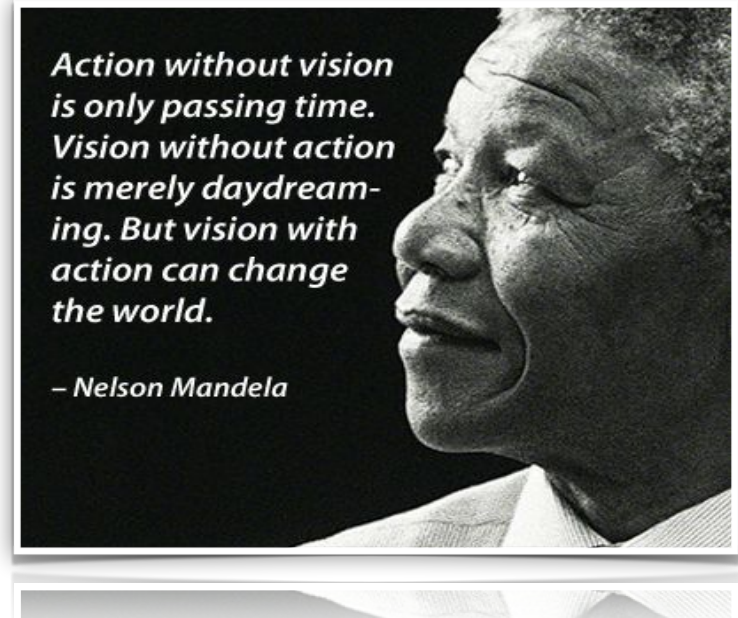 Action without vision
is only passing time.
Vision without action
is merely daydream-
ing. But vision with
action can change
the world.
– Nelson Mandela